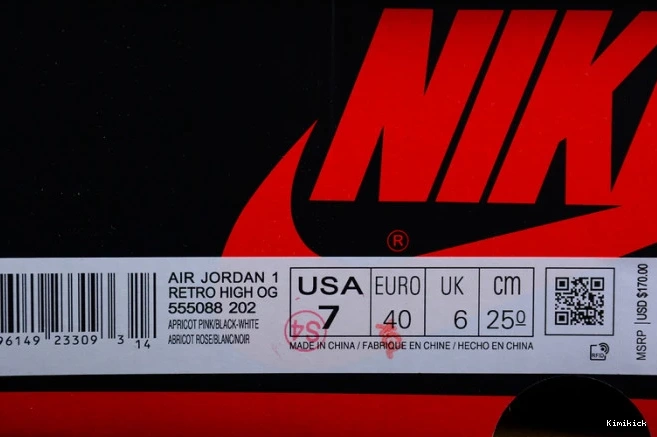 NIK
®
AIR JORDAN 1
RETRO HIGH OG
555088 202
APRICOT PINK/BLACK-WHITE
ABRICOT ROSE/BLANC/NOIR
96149 23309 3 14
USA EURO UK cm
7 40 6 25º
S4
MADE IN CHINA / FABRIQUE EN CHINE / HECHO EN CHINA
RFID
MSRP USD $170.00
Kimikick